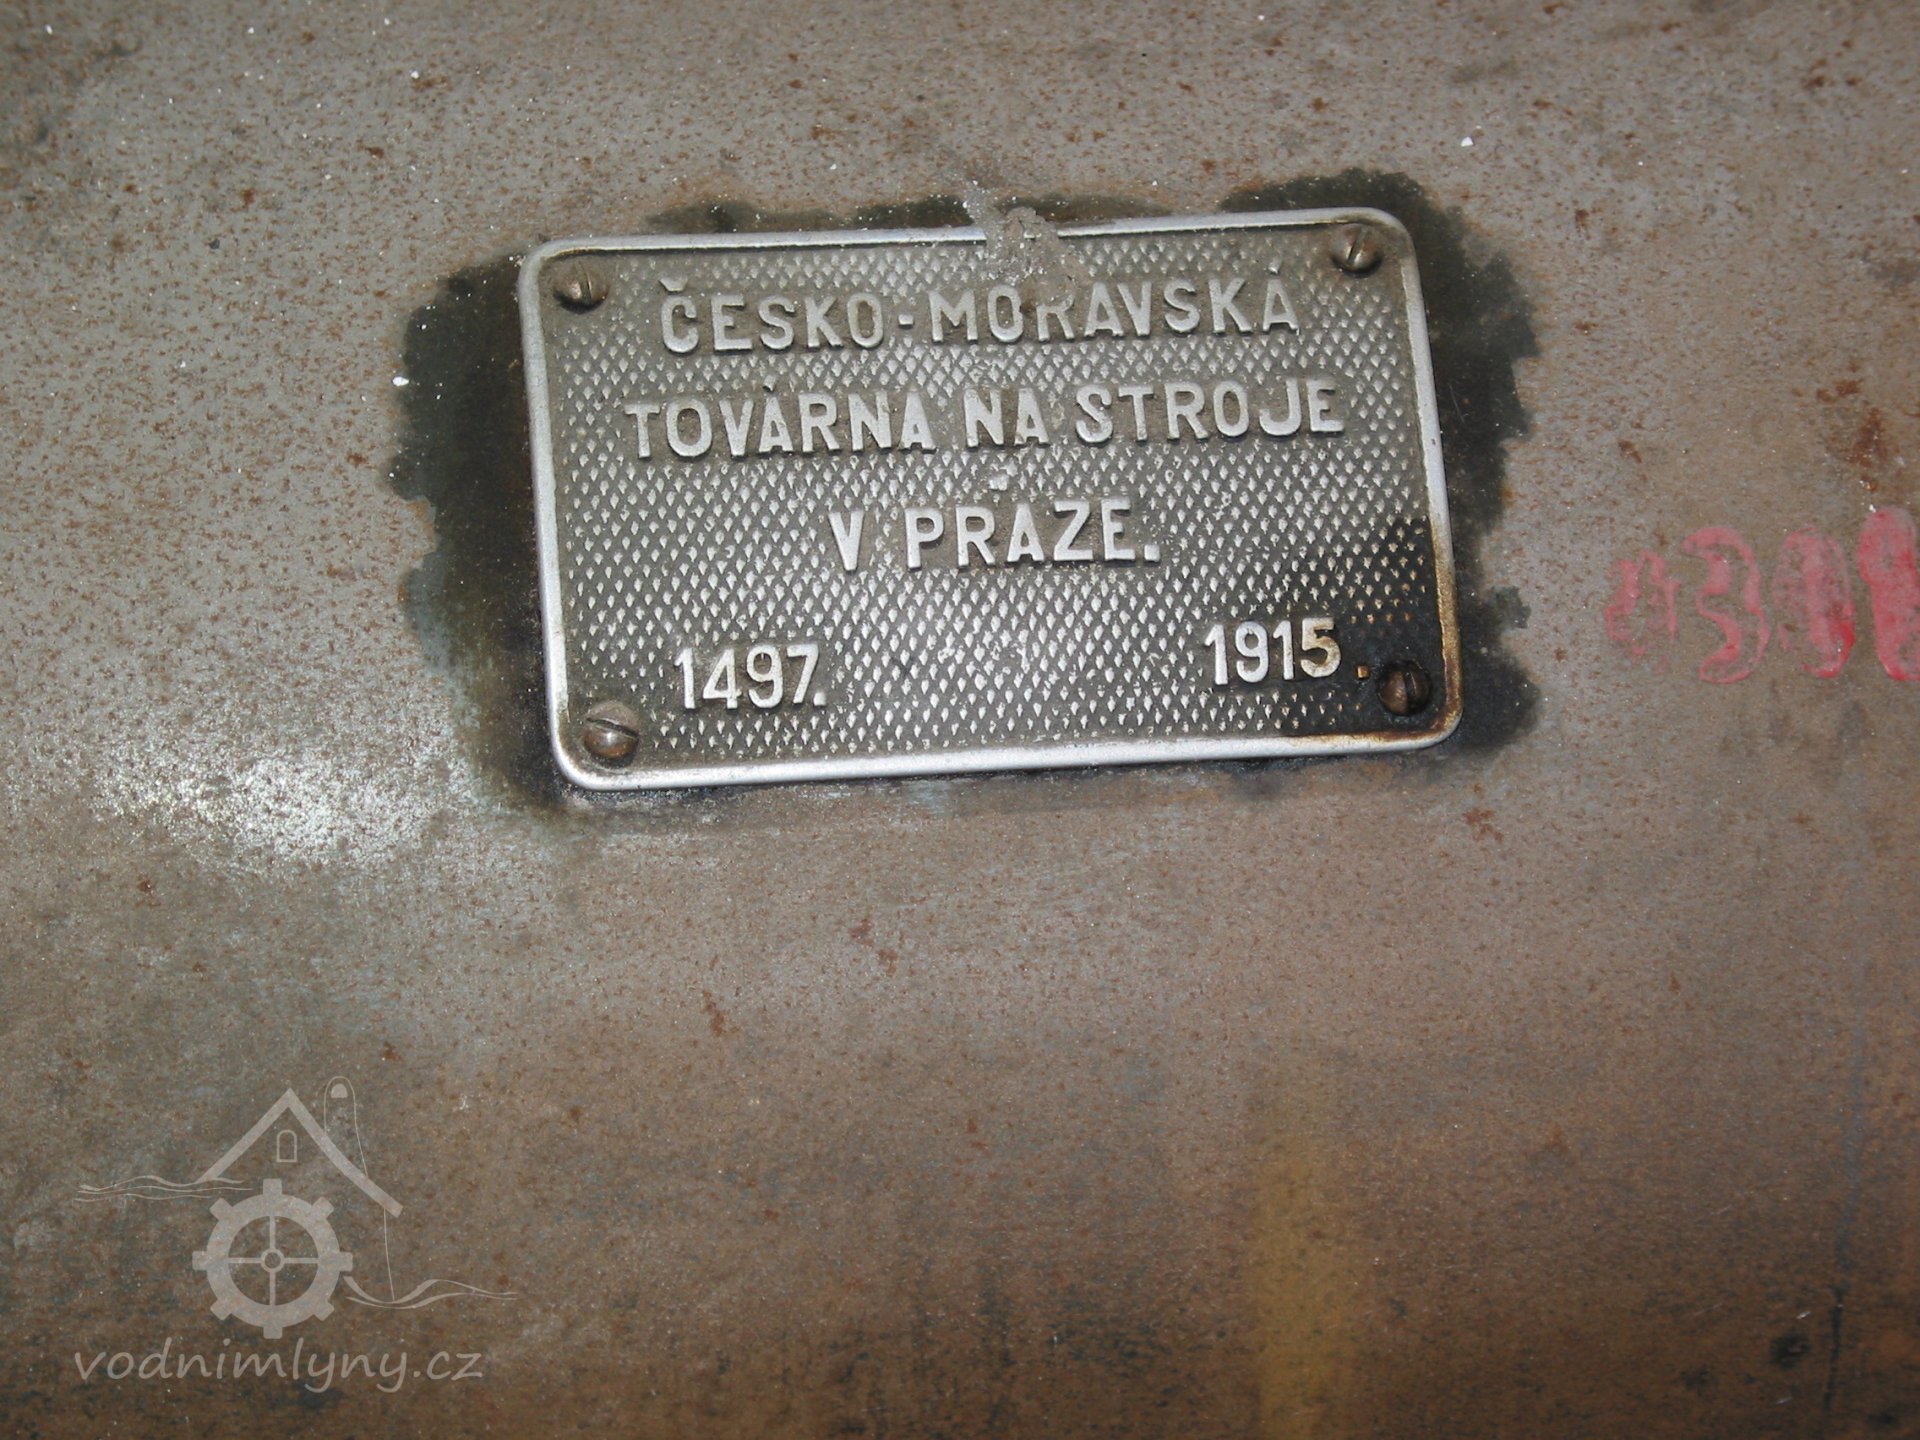 ČESKO-MORAVSKÁ
TOVÁRNA NA STROJE
V PRAZE.
1497.
1915.
vodnimlyny.cz